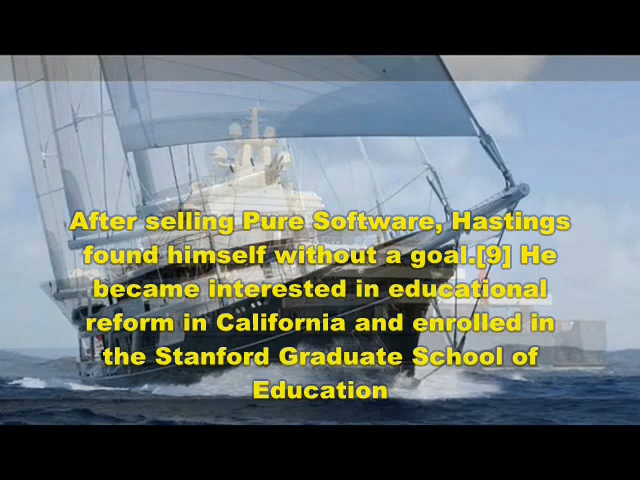 After selling Pure Software, Hastings
found himself without a goal.[9] He
became interested in educational
reform in California and enrolled in
the Stanford Graduate School of
Education